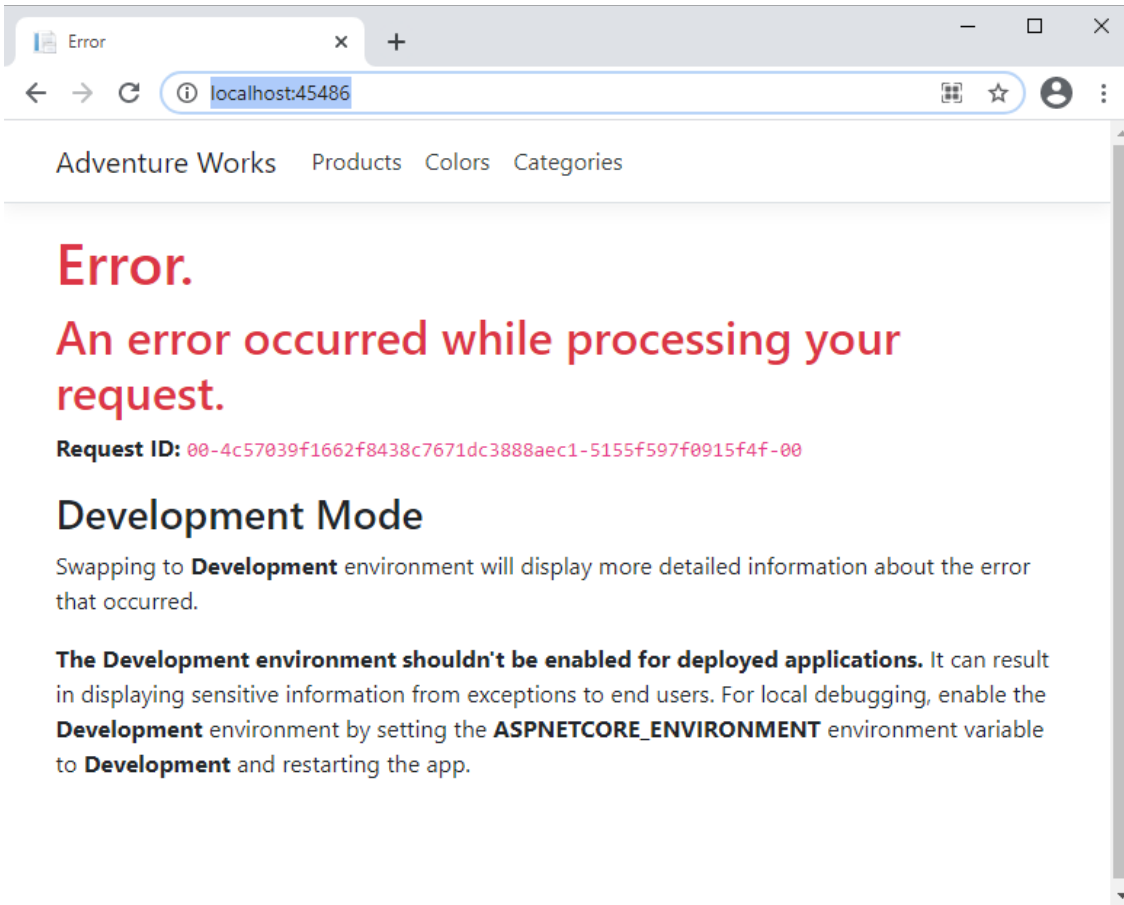 Error
localhost:45486
Adventure Works Products Colors Categories
Error.
An error occurred while processing your
request.
Request ID: 00-4c57039f1662f8438c7671dc3888aec1-5155f597f0915f4f-00
Development Mode
Swapping to Development environment will display more detailed information about the error
that occurred.
The Development environment shouldn't be enabled for deployed applications. It can result
in displaying sensitive information from exceptions to end users. For local debugging, enable the
Development environment by setting the ASPNETCORE_ENVIRONMENT environment variable
to Development and restarting the app.